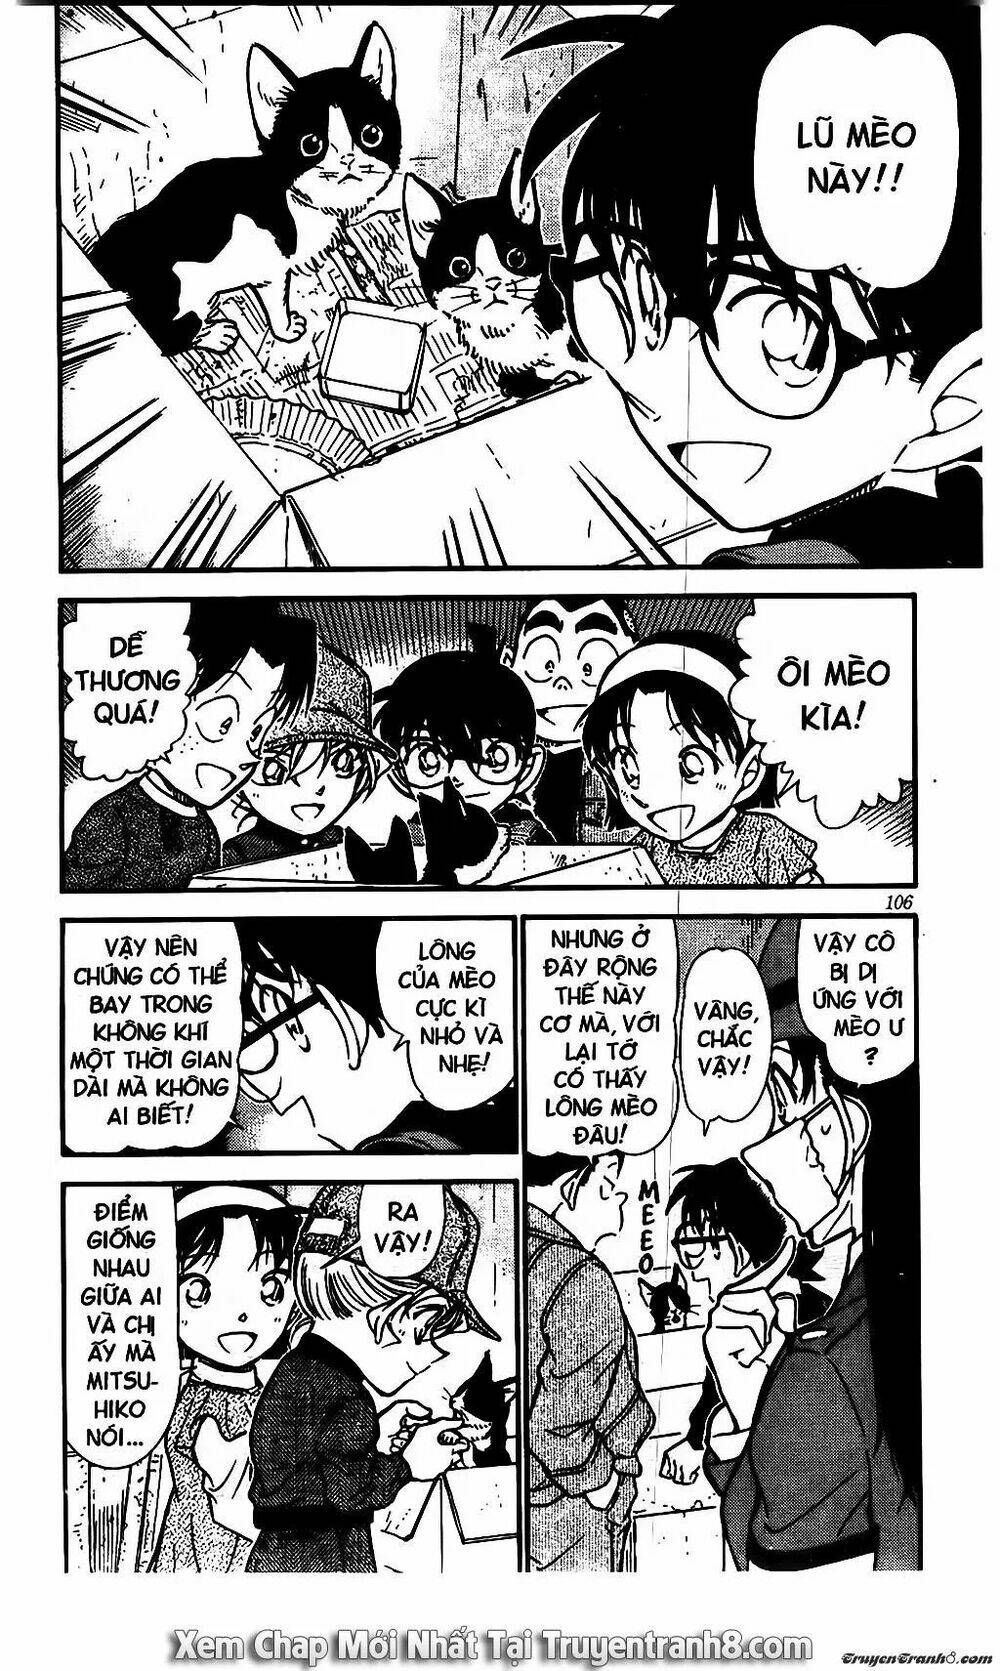 LŨ MÈO
NÀY!!
ÔI MÈO
KÌA!
DỄ
THƯƠNG
QUÁ!
106
VẬY CÔ
BỊ DỊ
ỨNG VỚI
MÈO Ư
?
VÂNG,
CHẮC
VẬY!
NHƯNG Ở
ĐÂY RỘNG
THẾ NÀY
CƠ MÀ, VỚI
LẠI TỚ
CÓ THẤY
LÔNG MÈO
ĐÂU!
MEEEO
LÔNG
CỦA MÈO
CỰC KÌ
NHỎ VÀ
NHẸ!
VẬY NÊN
CHÚNG CÓ THỂ
BAY TRONG
KHÔNG KHÍ
MỘT THỜI GIAN
DÀI MÀ KHÔNG
AI BIẾT!
RA
VẬY!
ĐIỂM
GIỐNG
NHAU
GIỮA AI
VÀ CHỊ
ẤY MÀ
MITSU-
HIKO
NÓI...
Xem Chap Mới Nhất Tại Truyentranh8.com
TruyenTranh8.com